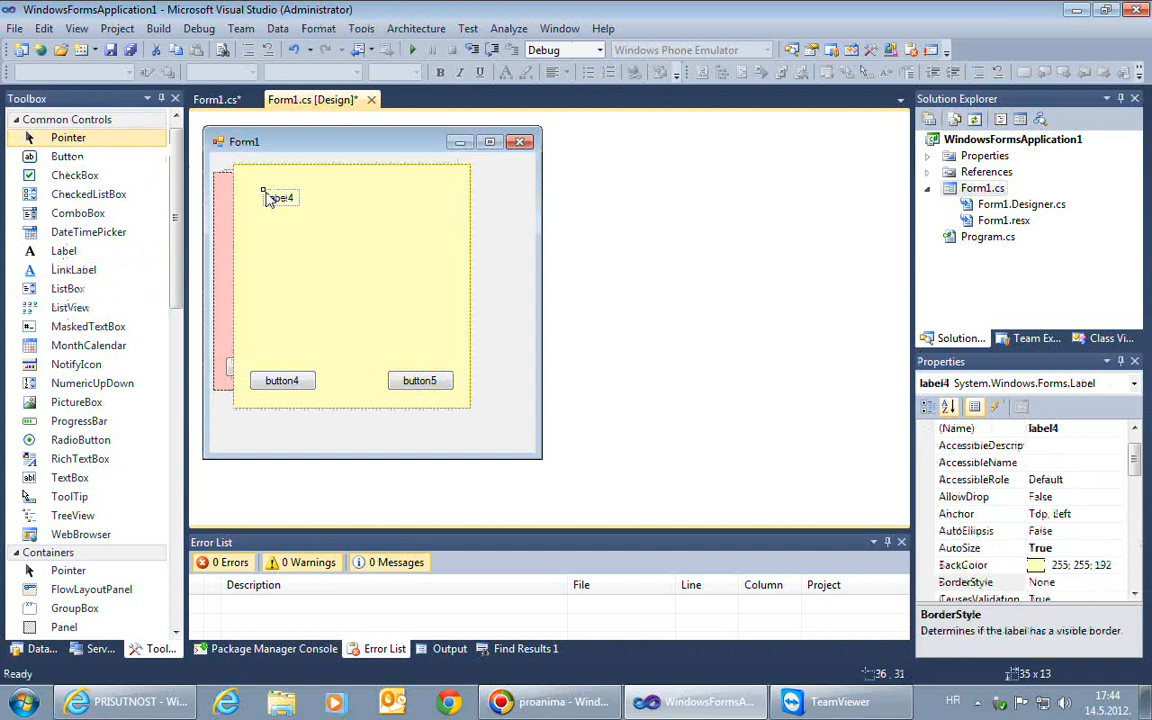 WindowsFormsApplication1 - Microsoft Visual Studio (Administrator)
File Edit View Project Build Debug Team Data Format Tools Architecture Test Analyze Window Help
Debug Windows Phone Emulator
Toolbox
Common Controls
Pointer
Button
CheckBox
CheckedListBox
ComboBox
DateTimePicker
Label
LinkLabel
ListBox
ListView
MaskedTextBox
MonthCalendar
NotifyIcon
NumericUpDown
PictureBox
ProgressBar
RadioButton
RichTextBox
TextBox
ToolTip
TreeView
WebBrowser
Containers
Pointer
FlowLayoutPanel
GroupBox
Panel
Data... Serv... Tool...
Form1.cs* Form1.cs [Design]*
Form1
label4
button4 button5
Error List
0 Errors 0 Warnings 0 Messages
Description File Line Column Project
Package Manager Console Error List Output Find Results 1
Solution Explorer
WindowsFormsApplication1
Properties
References
Form1.cs
Form1.Designer.cs
Form1.resx
Program.cs
Solution... Team Ex... Class Vi...
Properties
label4 System.Windows.Forms.Label
(Name) label4
AccessibleDescrip
AccessibleName
AccessibleRole Default
AllowDrop False
Anchor Top, Left
AutoEllipsis False
AutoSize True
BackColor 255; 255; 192
BorderStyle None
CausesValidation True
BorderStyle
Determines if the label has a visible border.
Ready 36 , 31 35 x 13
PRISUTNOST - Wi... proanima - Wind... WindowsFormsA... TeamViewer HR 17:44
14.5.2012.